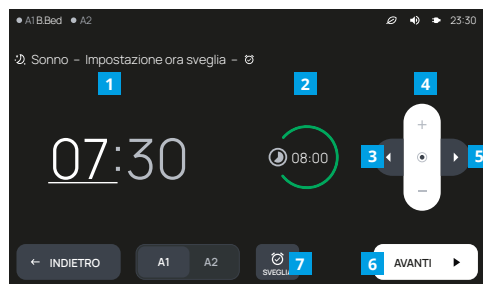 A1 B.Bed A2 23:30
Sonno – Impostazione ora sveglia –
1 2 4
07:30 08:00 + 3 5
−
7 6
← INDIETRO A1 A2 SVEGLIA AVANTI